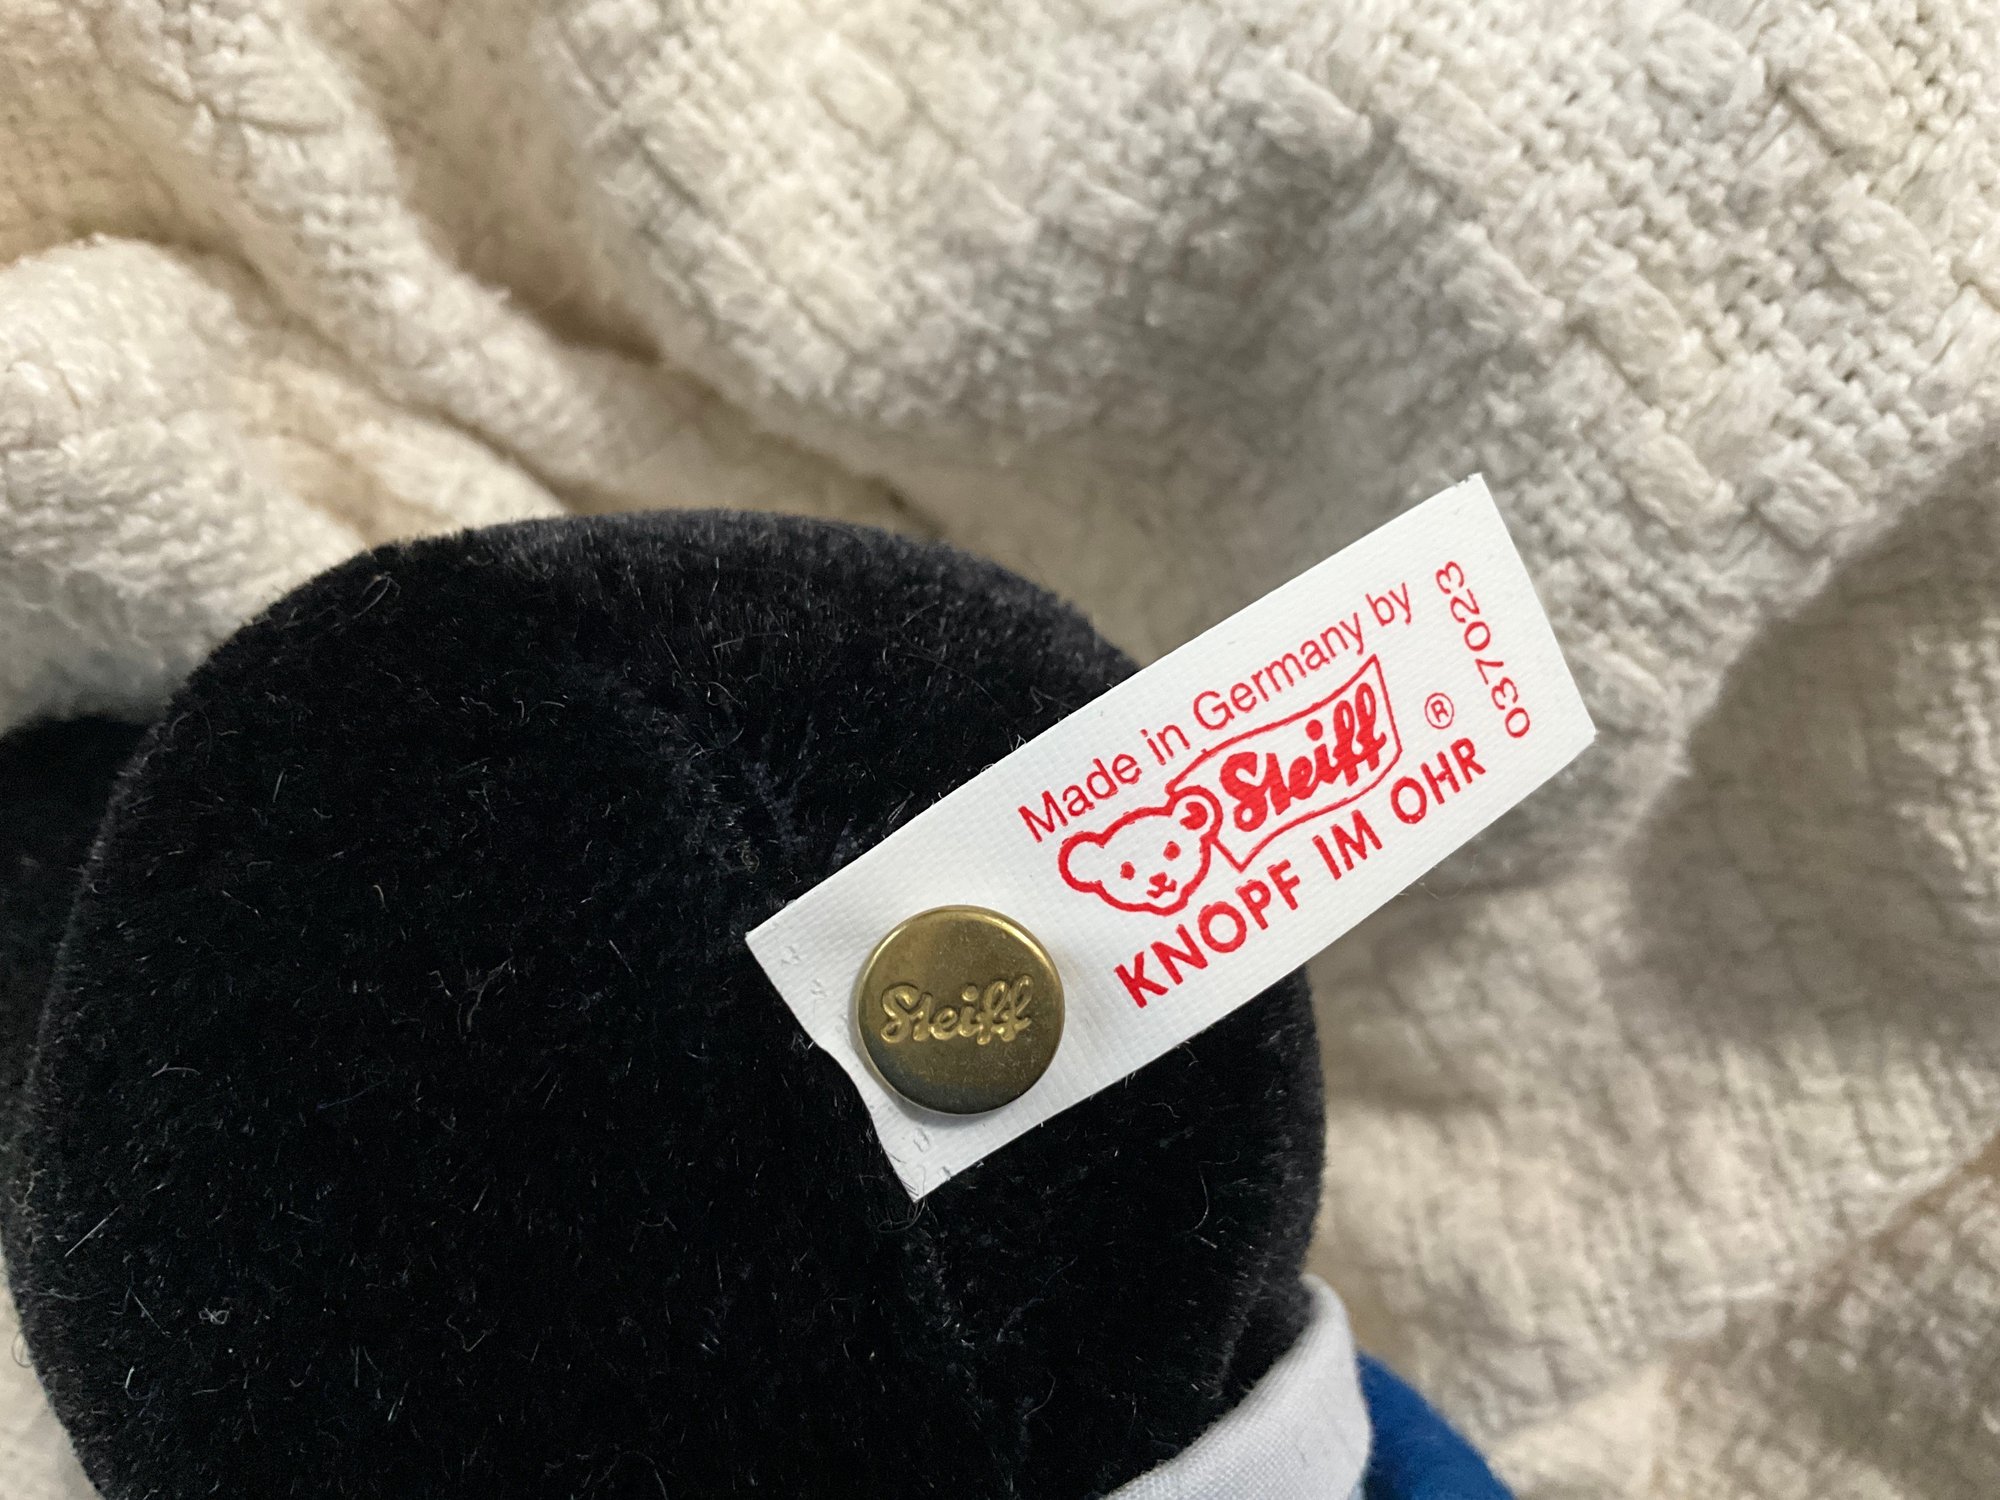 Made in Germany by
Steiff ®
KNOPF IM OHR
037023
Steiff